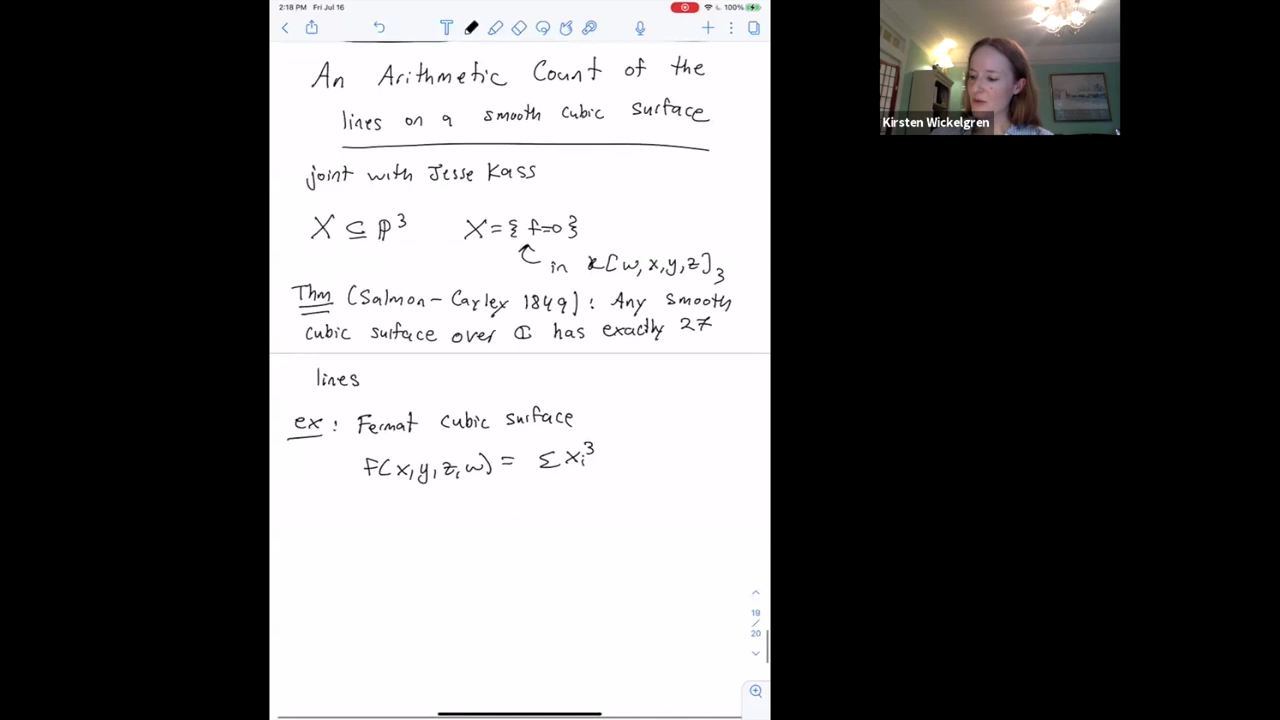 2:18 PM Fri Jul 16
100%
An Arithmetic Count of the
lines on a smooth cubic surface
joint with Jesse Kass
X ⊆ ℙ³ X = { f=0 }
in k[w, x, y, z]₃
Thm (Salmon-Cayley 1849): Any smooth
cubic surface over ℂ has exactly 27
lines
ex: Fermat cubic surface
f(x, y, z, w) = Σ xᵢ³
19
/
20
Kirsten Wickelgren